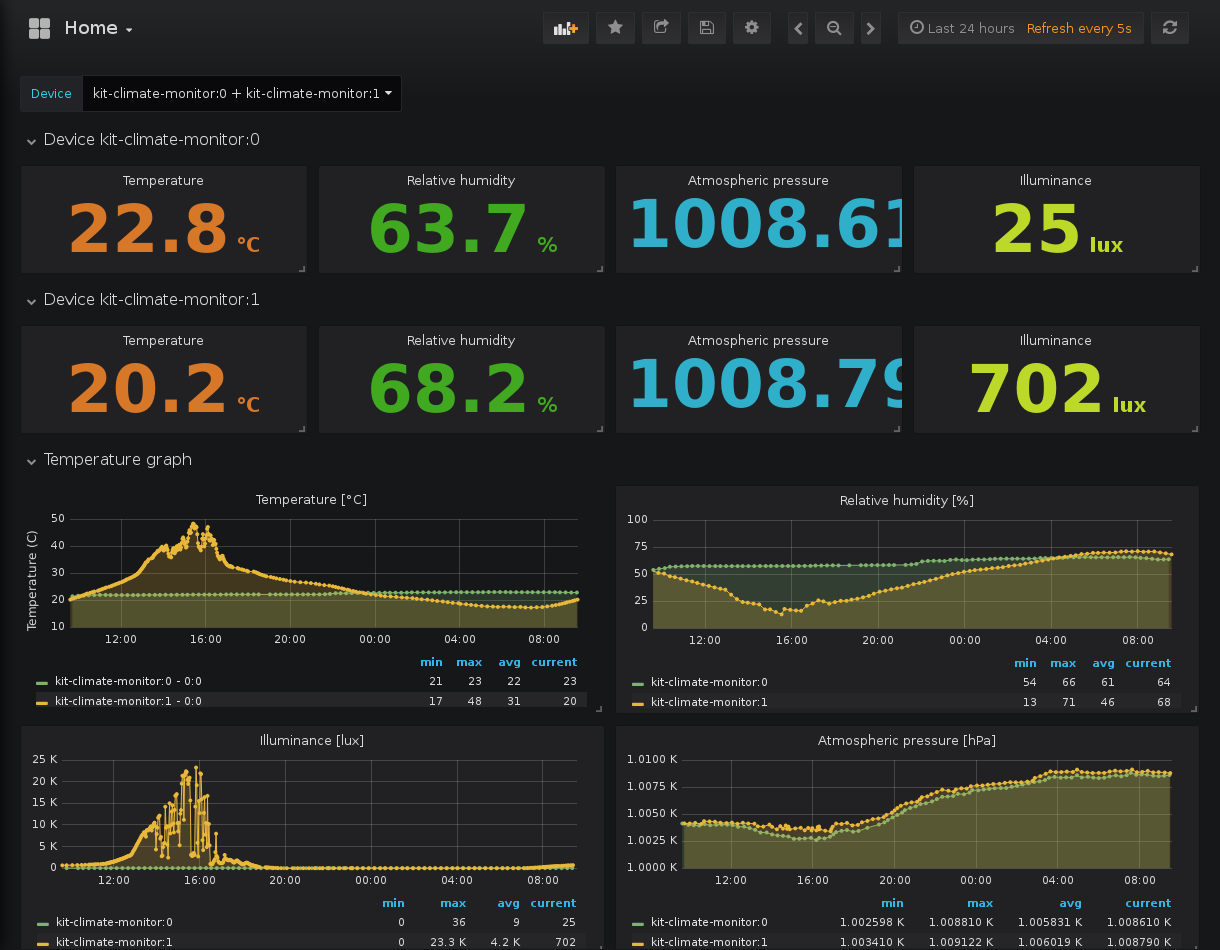 Home
Last 24 hours Refresh every 5s
Device kit-climate-monitor:0 + kit-climate-monitor:1
Device kit-climate-monitor:0
Temperature Relative humidity Atmospheric pressure Illuminance
22.8 °C 63.7 % 1008.61 25 lux
Device kit-climate-monitor:1
Temperature Relative humidity Atmospheric pressure Illuminance
20.2 °C 68.2 % 1008.79 702 lux
Temperature graph
Temperature [°C]
Temperature (C)
50
40
30
20
10
12:00 16:00 20:00 00:00 04:00 08:00
min max avg current
kit-climate-monitor:0 - 0:0 21 23 22 23
kit-climate-monitor:1 - 0:0 17 48 31 20
Relative humidity [%]
100
75
50
25
0
12:00 16:00 20:00 00:00 04:00 08:00
min max avg current
kit-climate-monitor:0 54 66 61 64
kit-climate-monitor:1 13 71 46 68
Illuminance [lux]
25 K
20 K
15 K
10 K
5 K
0
12:00 16:00 20:00 00:00 04:00 08:00
min max avg current
kit-climate-monitor:0 0 36 9 25
kit-climate-monitor:1 0 23.3 K 4.2 K 702
Atmospheric pressure [hPa]
1.0100 K
1.0075 K
1.0050 K
1.0025 K
1.0000 K
12:00 16:00 20:00 00:00 04:00 08:00
min max avg current
kit-climate-monitor:0 1.002598 K 1.008810 K 1.005831 K 1.008610 K
kit-climate-monitor:1 1.003410 K 1.009122 K 1.006019 K 1.008790 K